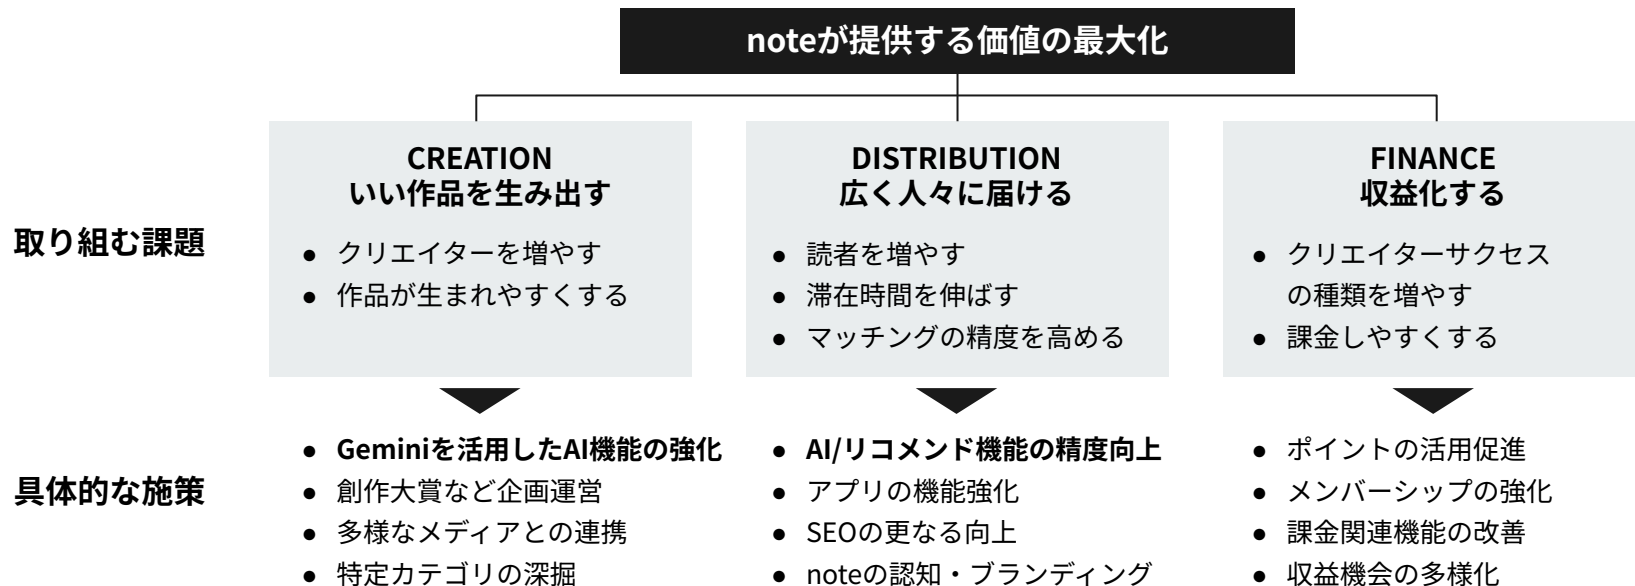 noteが提供する価値の最大化
CREATION
いい作品を生み出す
DISTRIBUTION
広く人々に届ける
FINANCE
収益化する
取り組む課題
● クリエイターを増やす
● 作品が生まれやすくする
● 読者を増やす
● 滞在時間を伸ばす
● マッチングの精度を高める
● クリエイターサクセス
の種類を増やす
● 課金しやすくする
具体的な施策
● Geminiを活用したAI機能の強化
● 創作大賞など企画運営
● 多様なメディアとの連携
● 特定カテゴリの深掘
● AI/リコメンド機能の精度向上
● アプリの機能強化
● SEOの更なる向上
● noteの認知・ブランディング
● ポイントの活用促進
● メンバーシップの強化
● 課金関連機能の改善
● 収益機会の多様化